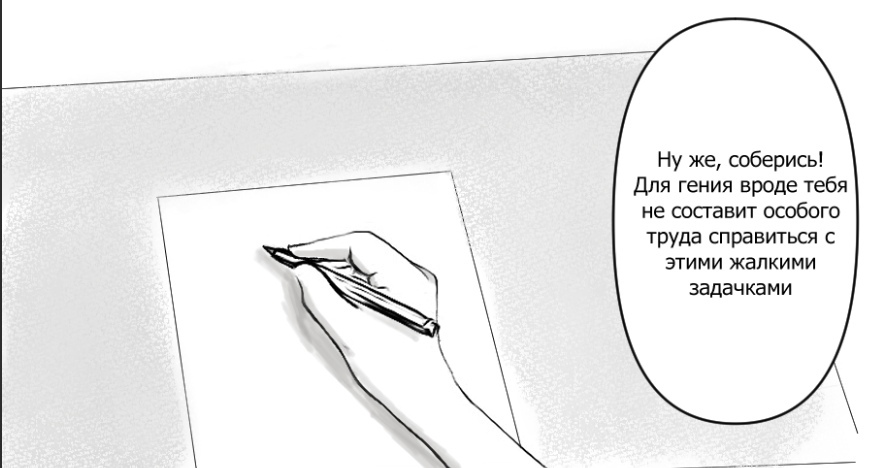 Ну же, соберись!
Для гения вроде тебя
не составит особого
труда справиться с
этими жалкими
задачками